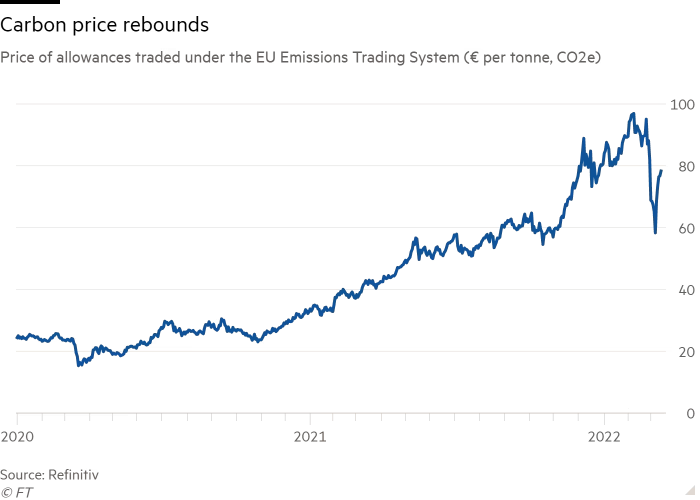 Carbon price rebounds
Price of allowances traded under the EU Emissions Trading System (€ per tonne, CO2e)
100
80
60
40
20
0
2020 2021 2022
Source: Refinitiv
© FT